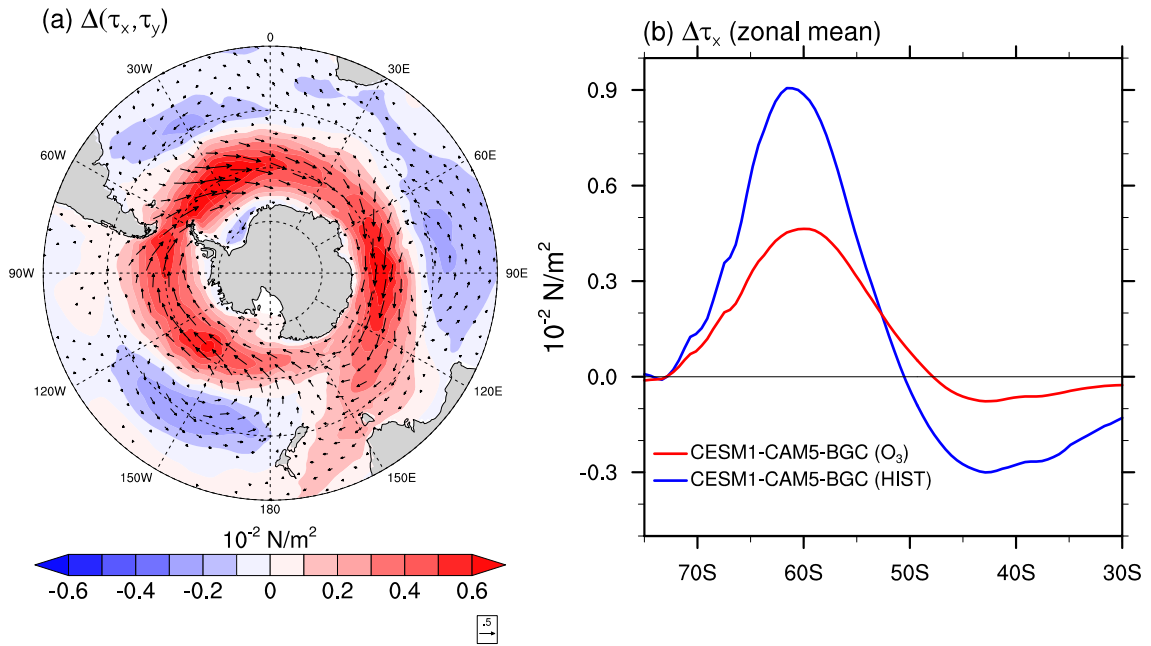 (a) Δ(τx,τy)
0
30W
30E
60W
60E
90W
90E
120W
120E
150W
150E
180
10-2 N/m2
-0.6 -0.4 -0.2 0 0.2 0.4 0.6
.5
(b) Δτx (zonal mean)
10-2 N/m2
0.9
0.6
0.3
0.0
-0.3
CESM1-CAM5-BGC (O3)
CESM1-CAM5-BGC (HIST)
70S 60S 50S 40S 30S